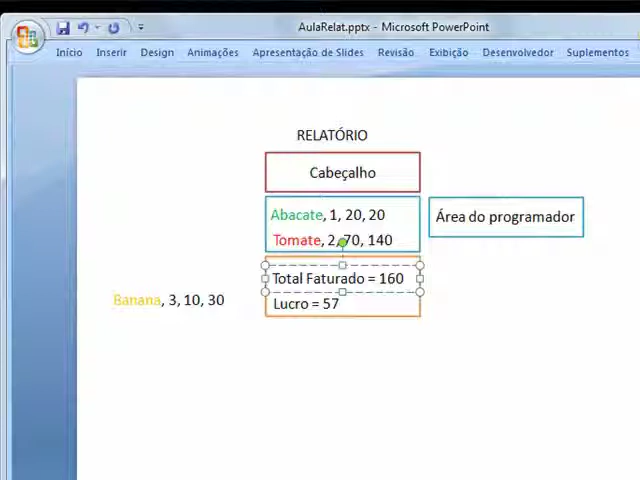 AulaRelat.pptx - Microsoft PowerPoint
Início Inserir Design Animações Apresentação de Slides Revisão Exibição Desenvolvedor Suplementos
RELATÓRIO
Cabeçalho
Abacate, 1, 20, 20
Área do programador
Tomate, 2, 70, 140
Total Faturado = 160
Banana, 3, 10, 30
Lucro = 57